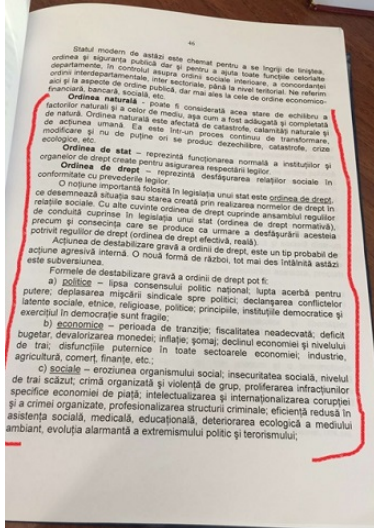 46
Statul modern de astăzi este chemat pentru a se îngriji de liniștea,
ordinea și siguranța publică dar și pentru a ajuta toate funcțiile celorlalte
departamente, în controlul asupra ordini sociale interioare, a concordanței
ordinii interdepartamentale, inter sectoriale, până la nivel teritorial. Ne referim
aici și la aspecte de ordine publică, dar mai ales la cele de ordine economico-
financiară, bancară, socială, etc.
Ordinea naturală - poate fi considerată acea stare de echilibru a
factorilor naturali și a celor de mediu, așa cum a fost adăugată și completată
de natură. Ordinea naturală este afectată de catastrofe, calamități naturale și
de acțiunea umană. Ea este într-un proces continuu de transformare,
modificare și nu de puține ori se produc dezechilibre, catastrofe, crize
ecologice, etc.
Ordinea de stat – reprezintă funcționarea normală a instituțiilor și
organelor de drept create pentru asigurarea respectării legilor.
Ordinea de drept – reprezintă desfășurarea relațiilor sociale în
conformitate cu prevederile legilor.
O noțiune importantă folosită în legislația unui stat este ordinea de drept,
ce desemnează situația sau starea creată prin realizarea normelor de drept în
relațiile sociale. Cu alte cuvinte ordinea de drept cuprinde ansamblul regulilor
de conduită cuprinse în legislația unui stat (ordinea de drept normativă),
precum și consecința care se produce ca urmare a desfășurării acesteia
potrivit regulilor de drept (ordinea de drept efectivă, reală).
Acțiunea de destabilizare gravă a ordinii de drept, este un tip probabil de
acțiune agresivă internă. O nouă formă de război, tot mai des întâlnită astăzi
este subversiunea.
Formele de destabilizare gravă a ordinii de drept pot fi:
a) politice – lipsa consensului politic național; lupta acerbă pentru
putere; deplasarea mișcării sindicale spre politici; declanșarea conflictelor
latente sociale, etnice, religioase, politice; principiile, instituțiile democratice și
exercițiul în democrație sunt fragile;
b) economice – perioada de tranziție; fiscalitatea neadecvată; deficit
bugetar, devalorizarea monedei; inflație; șomaj; declinul economiei și nivelului
de trai; disfuncțiile puternice în toate sectoarele economiei; industrie,
agricultură, comerț, finanțe, etc.;
c) sociale – eroziunea organismului social; insecuritatea socială, nivelul
de trai scăzut; crimă organizată și violență de grup, proliferarea infracțiunilor
specifice economiei de piață; intelectualizarea și internaționalizarea corupției
și a crimei organizate, profesionalizarea structurii criminale; eficiență redusă în
asistența socială, medicală, educațională, deteriorarea ecologică a mediului
ambiant, evoluția alarmantă a extremismului politic și terorismului;